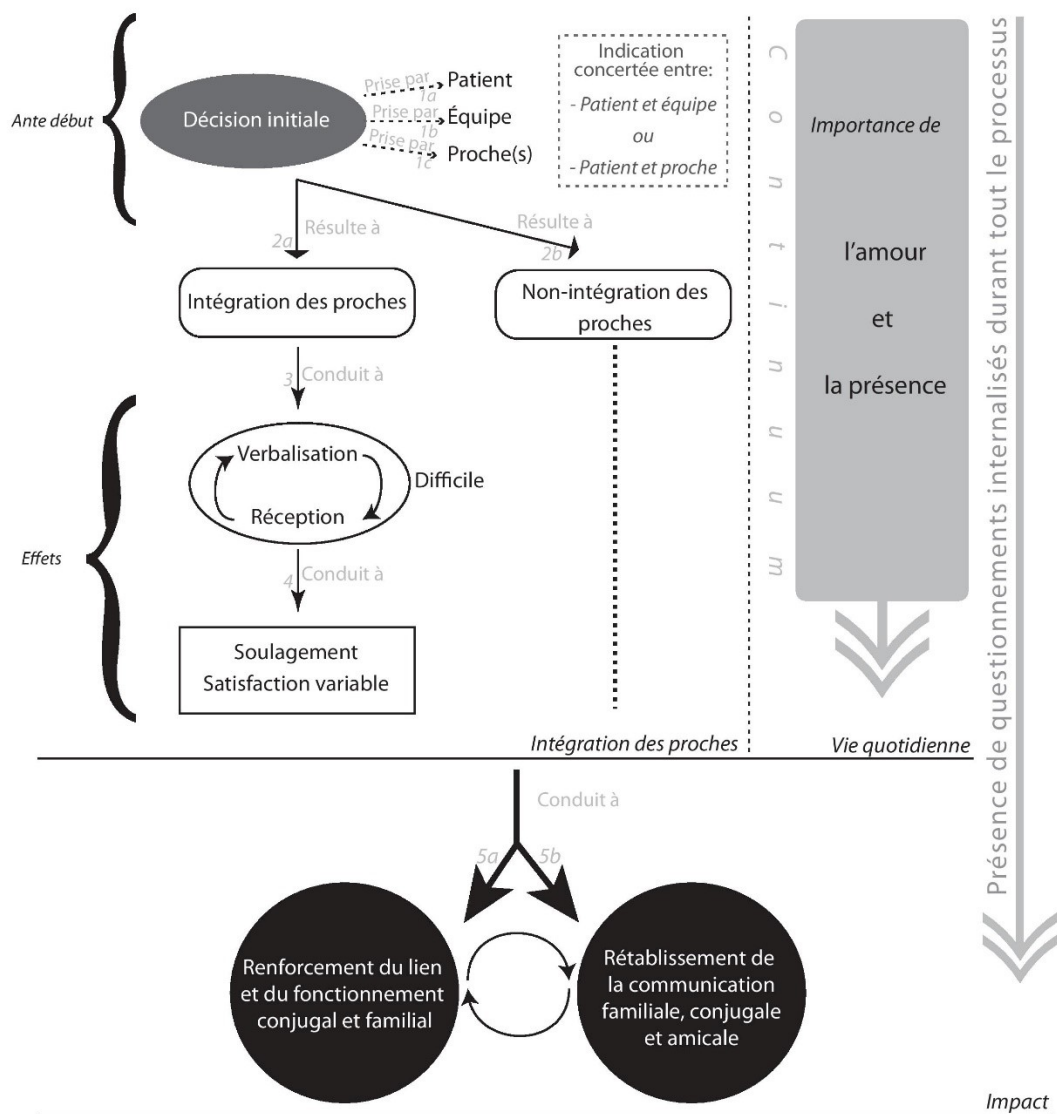 Ante début
Décision initiale
Prise par
1a
Patient
Prise par
1b
Équipe
Prise par
1c
Proche(s)
Indication
concertée entre:
- Patient et équipe
ou
- Patient et proche
Résulte à
2a
Résulte à
2b
Intégration des proches
Non-intégration des
proches
3
Conduit à
Effets
Verbalisation
Réception
Difficile
4
Conduit à
Soulagement
Satisfaction variable
Continuum
Importance de
l'amour
et
la présence
Présence de questionnements internalisés durant tout le processus
Intégration des proches
Vie quotidienne
Conduit à
5a
5b
Renforcement du lien
et du fonctionnement
conjugal et familial
Rétablissement de
la communication
familiale, conjugale
et amicale
Impact